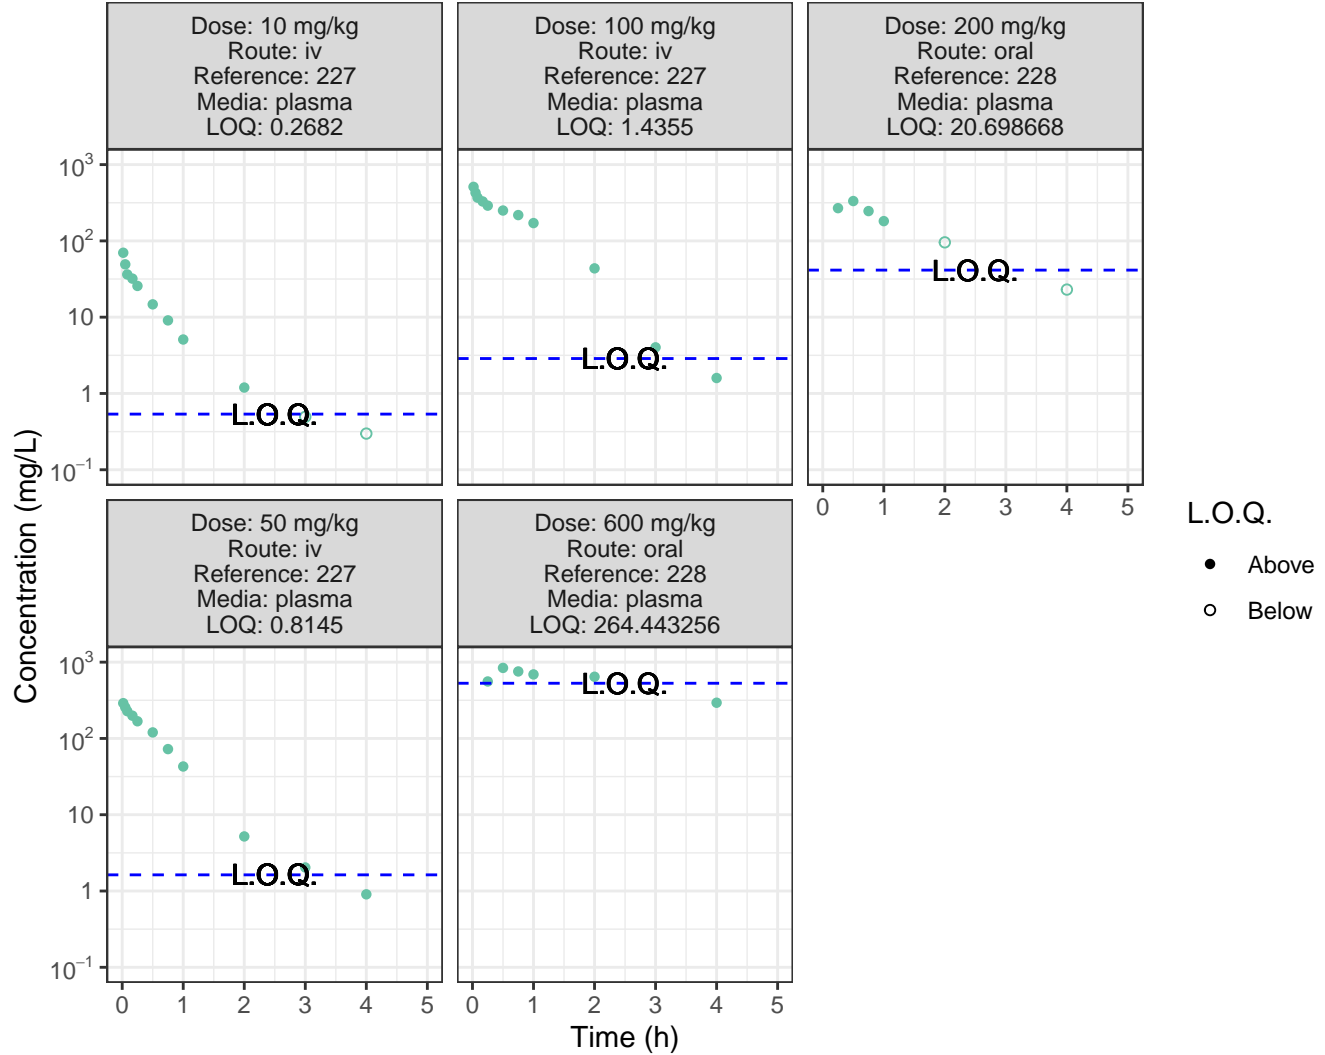 Dose: 10 mg/kg
Route: iv
Reference: 227
Media: plasma
LOQ: 0.2682
Dose: 100 mg/kg
Route: iv
Reference: 227
Media: plasma
LOQ: 1.4355
Dose: 200 mg/kg
Route: oral
Reference: 228
Media: plasma
LOQ: 20.698668
10³
10²
10
1
10⁻¹
L.O.Q.
L.O.Q.
L.O.Q.
0 1 2 3 4 5
Dose: 50 mg/kg
Route: iv
Reference: 227
Media: plasma
LOQ: 0.8145
Dose: 600 mg/kg
Route: oral
Reference: 228
Media: plasma
LOQ: 264.443256
10³
10²
10
1
10⁻¹
L.O.Q.
L.O.Q.
0 1 2 3 4 5
0 1 2 3 4 5
Time (h)
Concentration (mg/L)
L.O.Q.
Above
Below